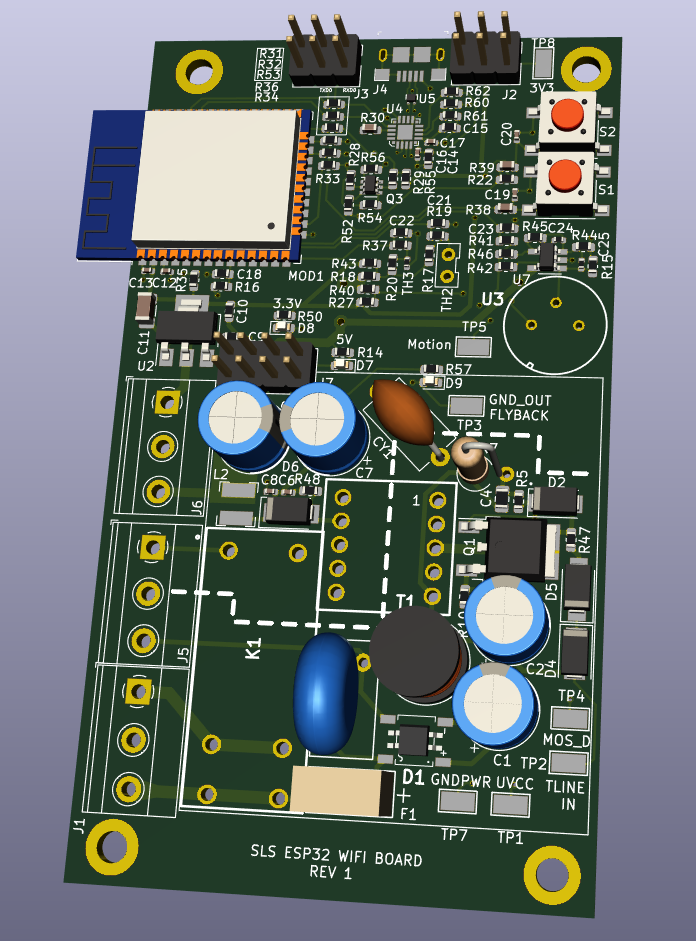 R31
R32
R53
R36
R34
TXD0
RXD0
J3
J4
U5
R62
R60
R61
C15
J2
TP8
3V3
R30
U4
C17
C16
C14
C20
S2
R33
R28
R56
R29
R55
Q3
R54
R52
R39
R22
C19
S1
R38
C21
R19
C22
R37
C23
R41
R46
R42
R45
C24
R44
C25
R15
U7
R43
R18
R40
R27
R20
TH3
R17
TH2
U3
MOD1
C13
C12
R35
C18
R16
C10
C11
U2
C9
3.3V
R50
D8
5V
R14
D7
J7
Motion
TP5
R57
D9
GND_OUT
FLYBACK
TP3
CY1
C7
D6
C8
C6
R48
L2
J6
1
C4
R5
D2
Q1
R47
D5
T1
R10
K1
J5
C2
D4
TP4
MOS_D
C1
TP2
TLINE
IN
D1
GNDPWR
UVCC
F1
TP7
TP1
J1
SLS ESP32 WIFI BOARD
REV 1